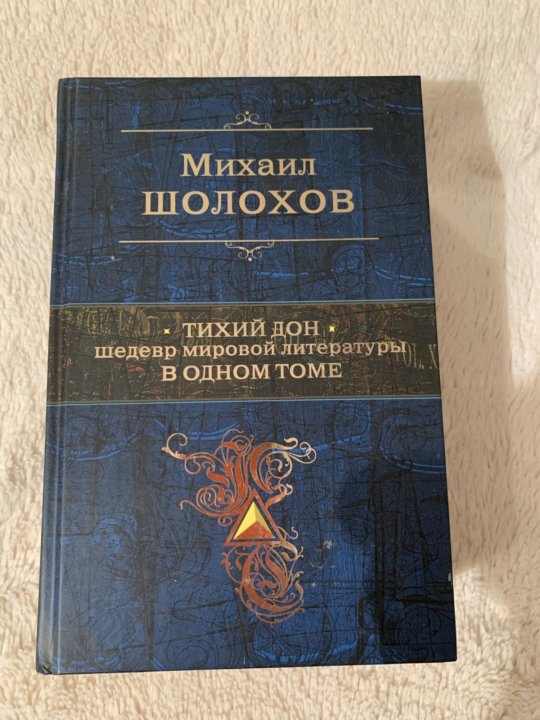 Михаил
ШОЛОХОВ
ТИХИЙ ДОН
шедевр мировой литературы
В ОДНОМ ТОМЕ